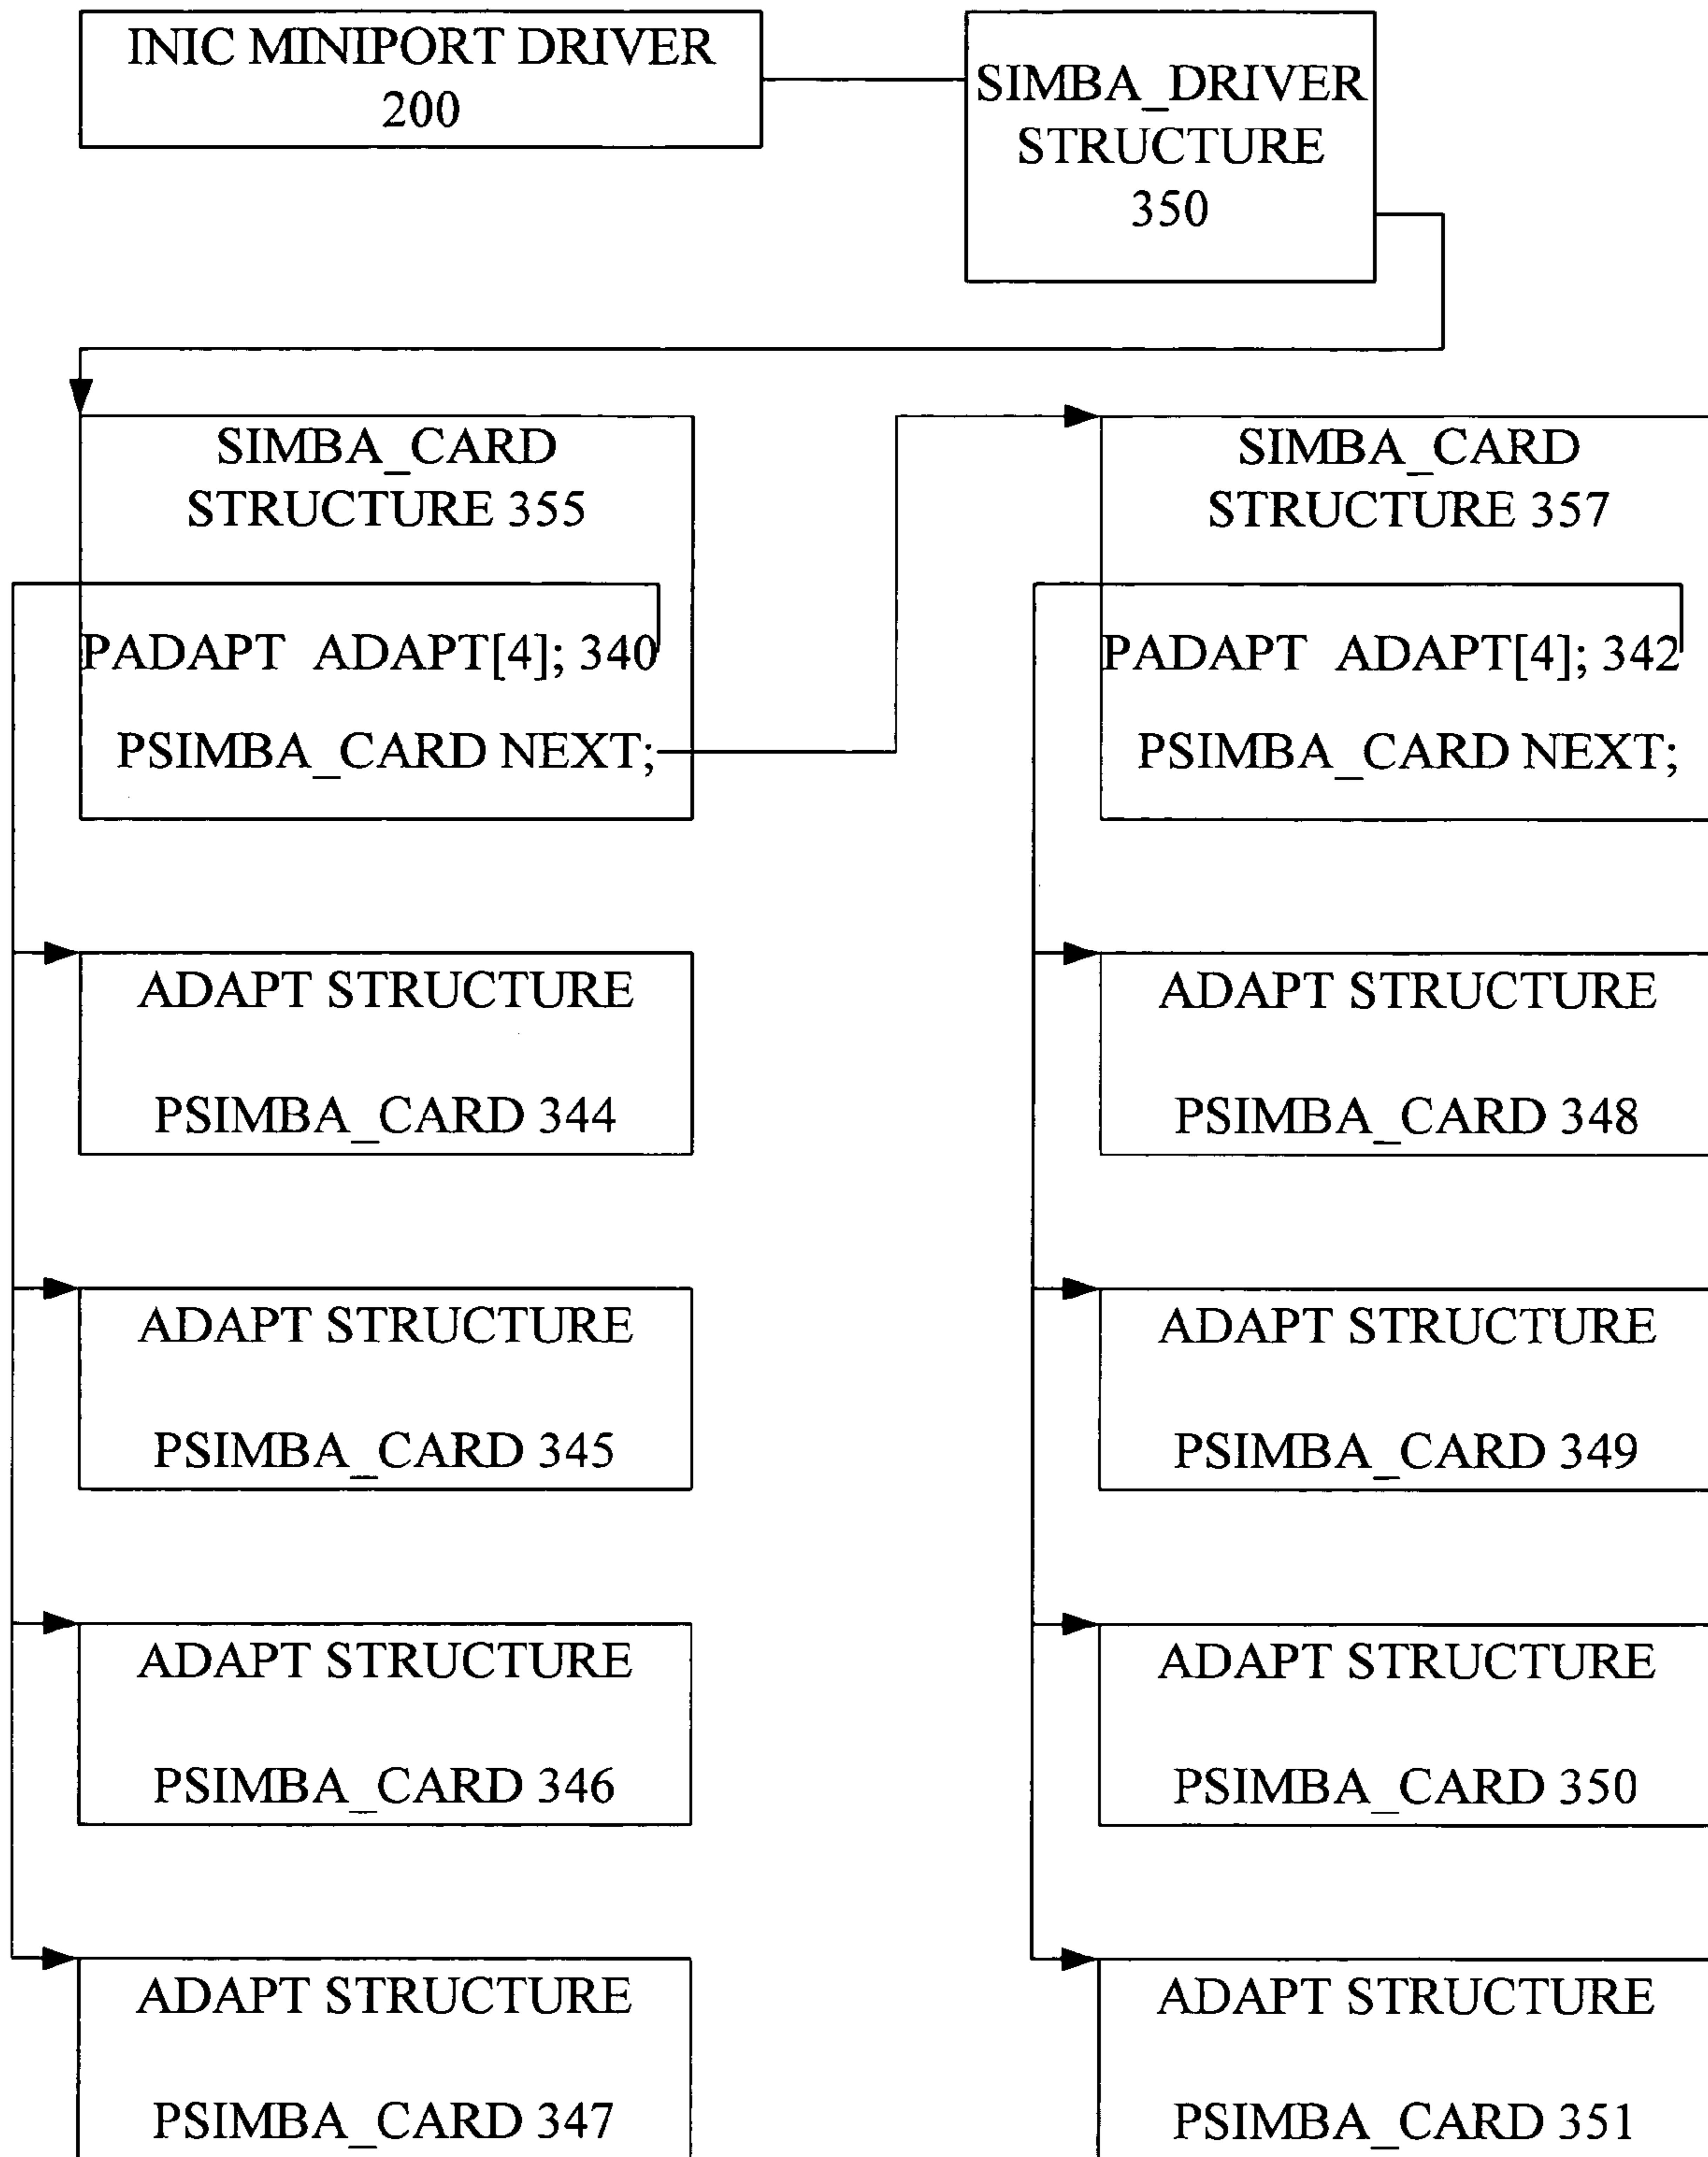 INIC MINIPORT DRIVER
200
SIMBA_DRIVER
STRUCTURE
350
SIMBA_CARD
STRUCTURE 355
PADAPT ADAPT[4]; 340
PSIMBA_CARD NEXT;
SIMBA_CARD
STRUCTURE 357
PADAPT ADAPT[4]; 342
PSIMBA_CARD NEXT;
ADAPT STRUCTURE
PSIMBA_CARD 344
ADAPT STRUCTURE
PSIMBA_CARD 348
ADAPT STRUCTURE
PSIMBA_CARD 345
ADAPT STRUCTURE
PSIMBA_CARD 349
ADAPT STRUCTURE
PSIMBA_CARD 346
ADAPT STRUCTURE
PSIMBA_CARD 350
ADAPT STRUCTURE
PSIMBA_CARD 347
ADAPT STRUCTURE
PSIMBA_CARD 351